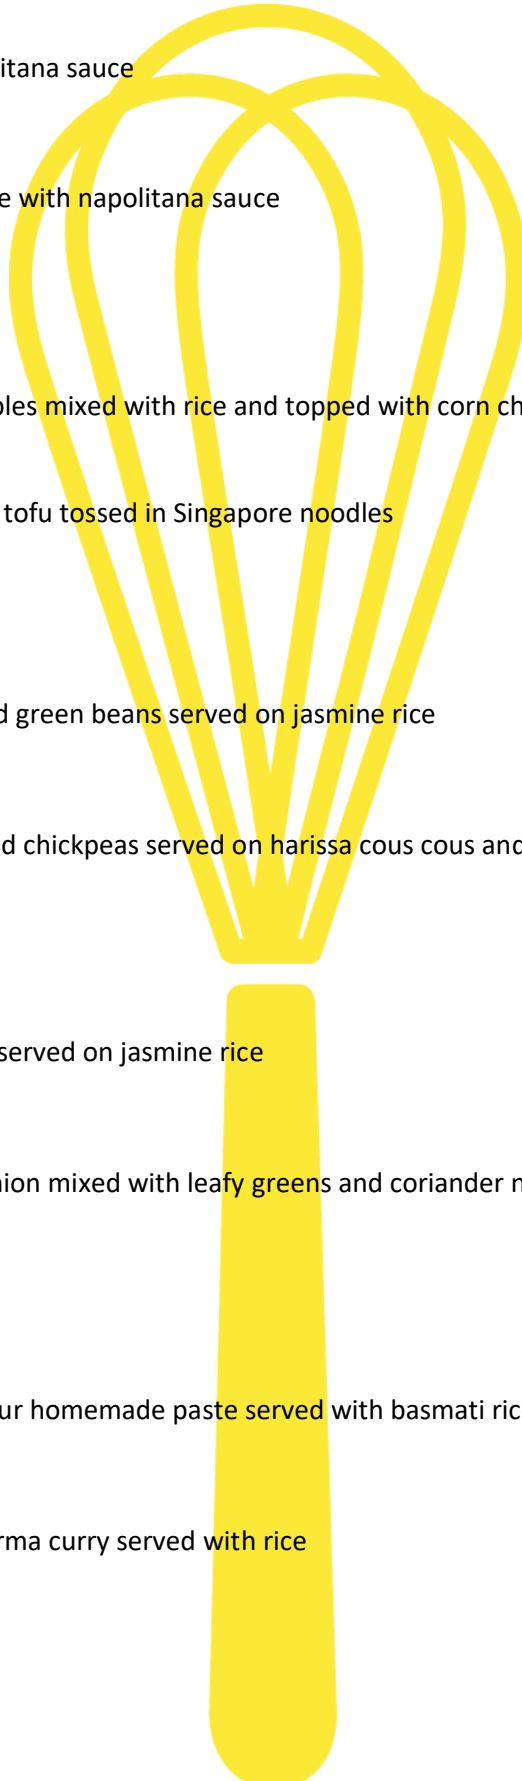 itana sauce
e with napolitana sauce
bles mixed with rice and topped with corn ch
tofu tossed in Singapore noodles
d green beans served on jasmine rice
d chickpeas served on harissa cous cous and
served on jasmine rice
nion mixed with leafy greens and coriander n
ur homemade paste served with basmati ric
rma curry served with rice